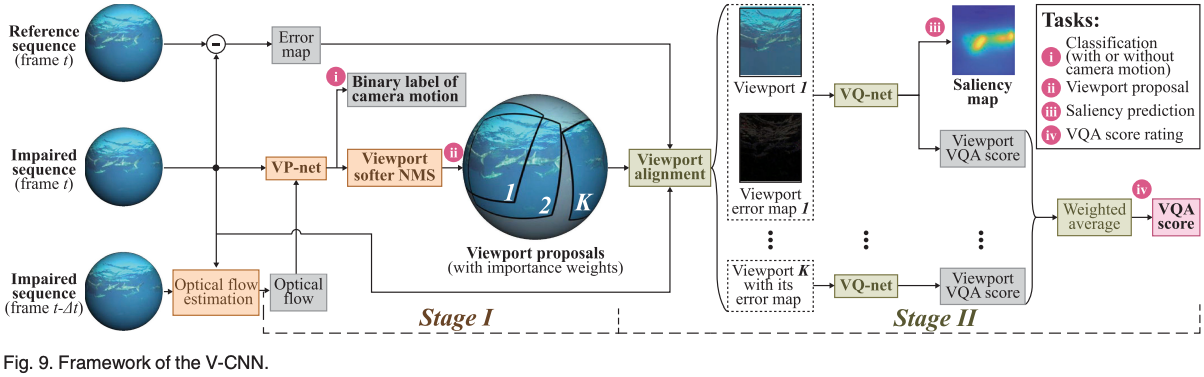 Reference
sequence
(frame t)
Error
map
i
Binary label of
camera motion
Impaired
sequence
(frame t)
VP-net
Viewport
softer NMS
ii
1
2
K
Viewport proposals
(with importance weights)
Impaired
sequence
(frame t-Δt)
Optical flow
estimation
Optical
flow
Stage I
Viewport
alignment
Viewport 1
Viewport
error map 1
Viewport K
with its
error map
VQ-net
VQ-net
iii
Saliency
map
Viewport
VQA score
Viewport
VQA score
Weighted
average
iv
VQA
score
Stage II
Tasks:
i Classification
(with or without
camera motion)
ii Viewport proposal
iii Saliency prediction
iv VQA score rating
Fig. 9. Framework of the V-CNN.